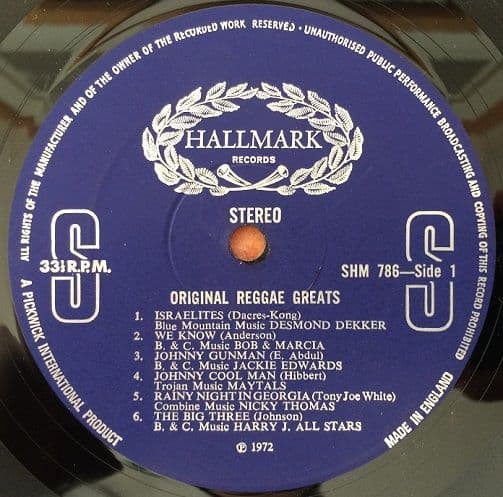 ALL RIGHTS OF THE MANUFACTURER AND OF THE OWNER OF THE RECORDED WORK RESERVED · UNAUTHORISED PUBLIC PERFORMANCE BROADCASTING AND COPYING OF THIS RECORD PROHIBITED
HALLMARK
RECORDS
STEREO
S
S
33⅓ R.P.M.
SHM 786—Side 1
ORIGINAL REGGAE GREATS
1. ISRAELITES (Dacres-Kong)
Blue Mountain Music DESMOND DEKKER
2. WE KNOW (Anderson)
B. & C. Music BOB & MARCIA
3. JOHNNY GUNMAN (E. Abdul)
B. & C. Music JACKIE EDWARDS
4. JOHNNY COOL MAN (Hibbert)
Trojan Music MAYTALS
5. RAINY NIGHT IN GEORGIA (Tony Joe White)
Combine Music NICKY THOMAS
6. THE BIG THREE (Johnson)
B. & C. Music HARRY J. ALL STARS
℗ 1972
A PICKWICK INTERNATIONAL PRODUCT
MADE IN ENGLAND